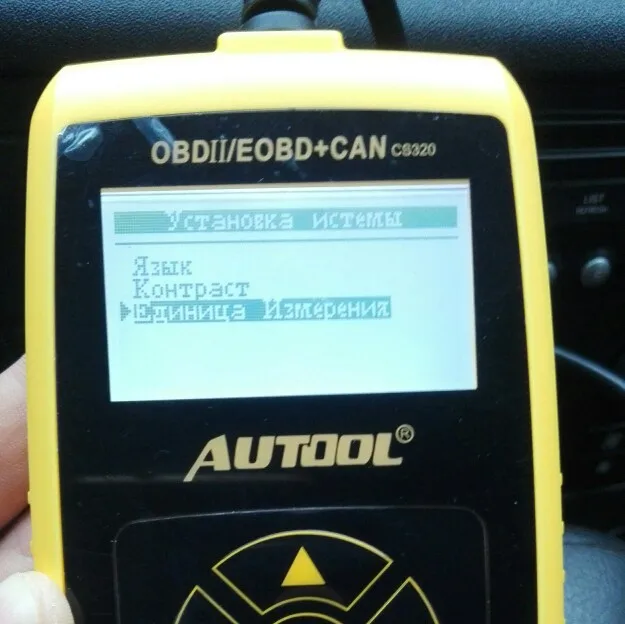 OBDII/EOBD+CAN CS320
Установка истемы
Язык
Контраст
Единица Измерения
AUTOOL®